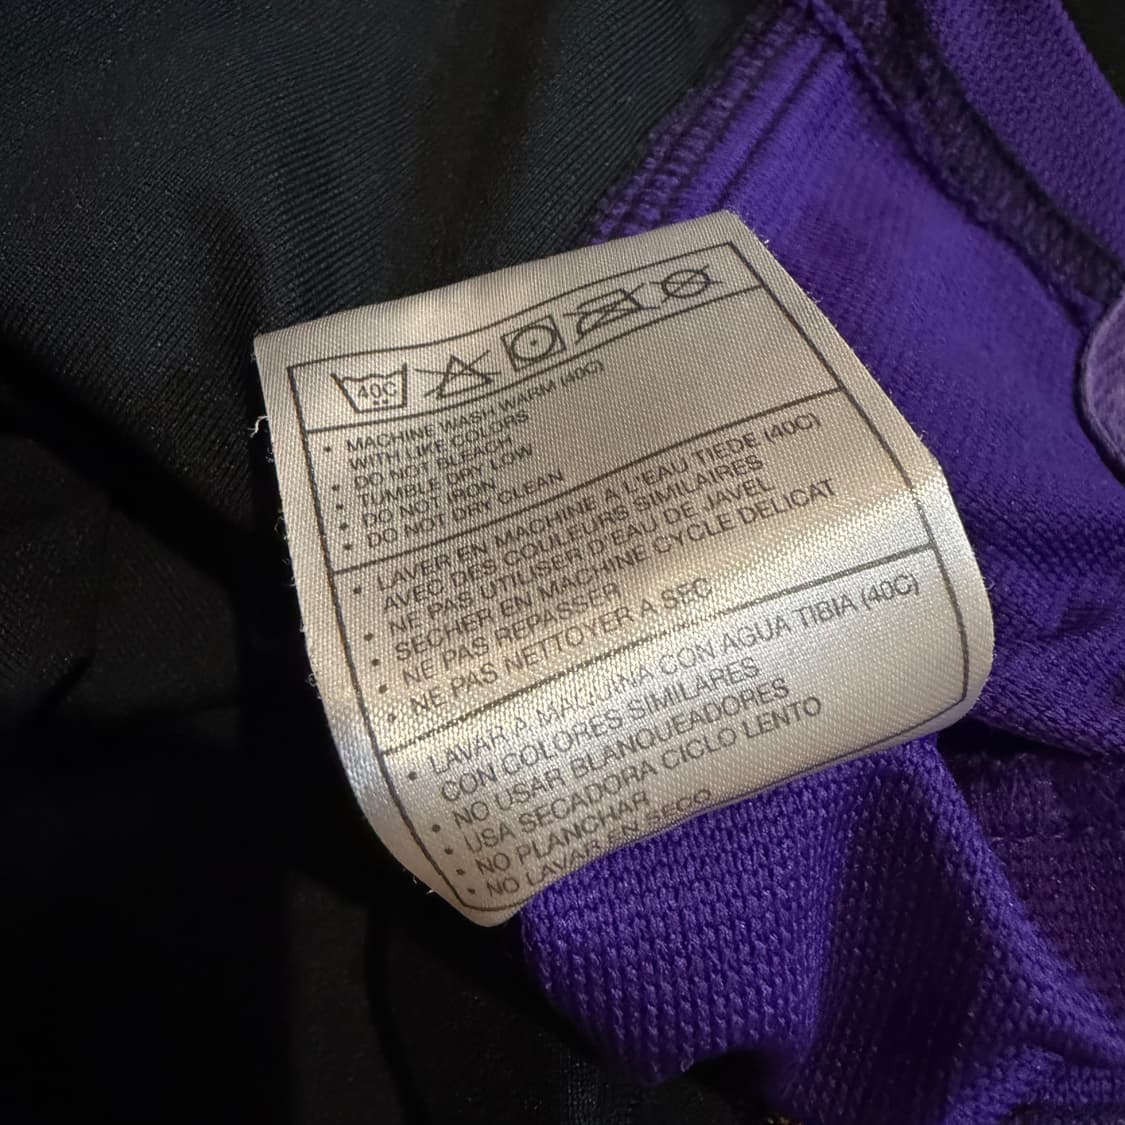 40C
• MACHINE WASH WARM (40C)
WITH LIKE COLORS
• DO NOT BLEACH
• TUMBLE DRY LOW
• DO NOT IRON
• DO NOT DRY CLEAN
• LAVER EN MACHINE A L'EAU TIEDE (40C)
AVEC DES COULEURS SIMILAIRES
• NE PAS UTILISER D'EAU DE JAVEL
• SECHER EN MACHINE CYCLE DELICAT
• NE PAS REPASSER
• NE PAS NETTOYER A SEC
• LAVAR A MAQUINA CON AGUA TIBIA (40C)
CON COLORES SIMILARES
• NO USAR BLANQUEADORES
• USA SECADORA CICLO LENTO
• NO PLANCHAR
• NO LAVAR EN SECO